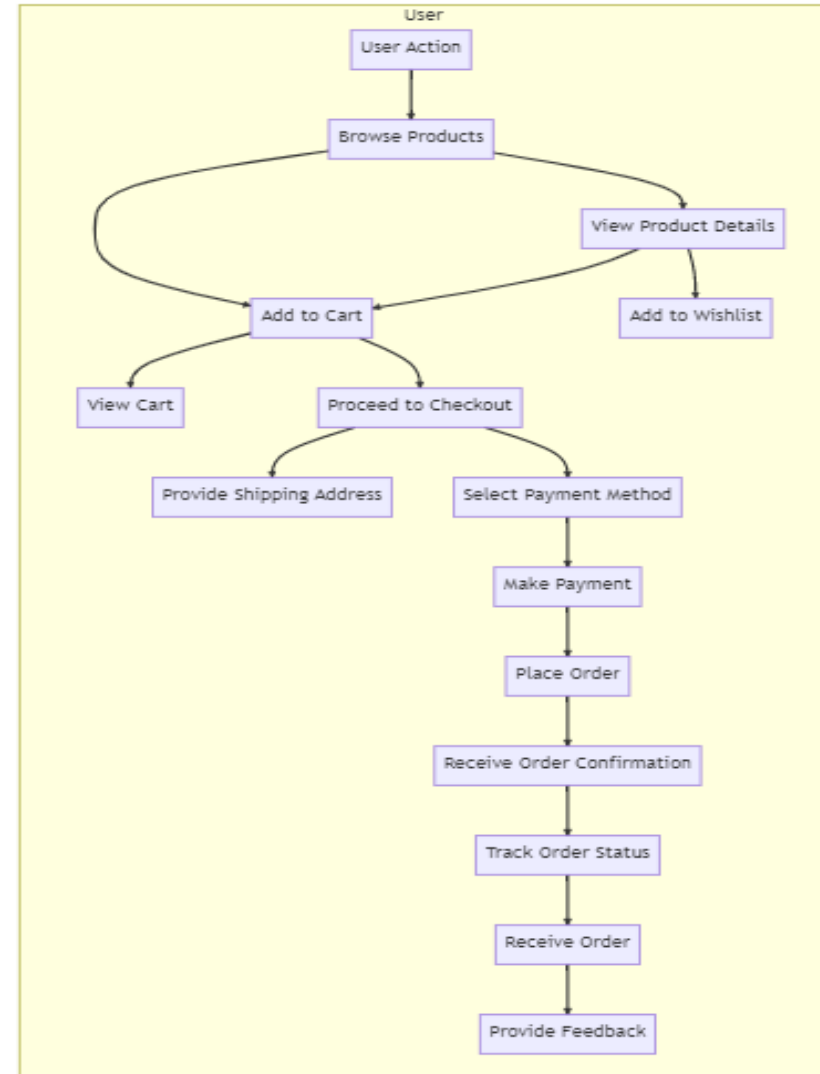 User
User Action
Browse Products
View Product Details
Add to Cart
Add to Wishlist
View Cart
Proceed to Checkout
Provide Shipping Address
Select Payment Method
Make Payment
Place Order
Receive Order Confirmation
Track Order Status
Receive Order
Provide Feedback